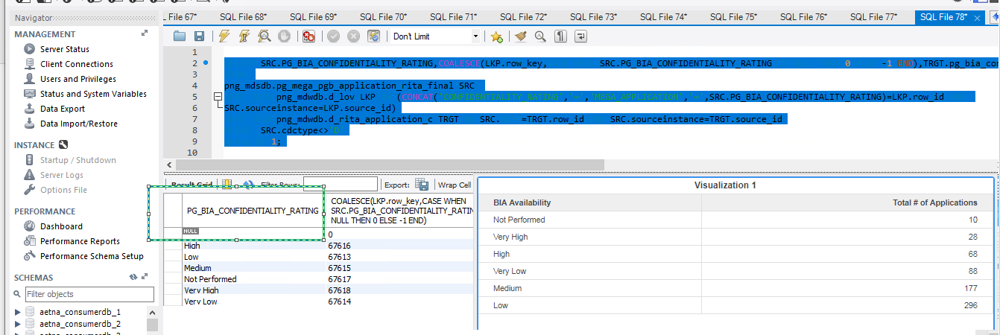 Navigator
MANAGEMENT
Server Status
Client Connections
Users and Privileges
Status and System Variables
Data Export
Data Import/Restore
INSTANCE
Startup / Shutdown
Server Logs
Options File
PERFORMANCE
Dashboard
Performance Reports
Performance Schema Setup
SCHEMAS
Filter objects
aetna_consumerdb_1
aetna_consumerdb_2
L File 67* SQL File 68* SQL File 69* SQL File 70* SQL File 71* SQL File 72* SQL File 73* SQL File 74* SQL File 75* SQL File 76* SQL File 77* SQL File 78*
Don't Limit
1
2 SRC.PG_BIA_CONFIDENTIALITY_RATING,COALESCE(LKP.row_key, SRC.PG_BIA_CONFIDENTIALITY_RATING 0 -1 END),TRGT.pg_bia_con
3
4 png_mdsdb.pg_mega_pgb_application_rita_final SRC
5 png_mdwdb.d_lov LKP (CONCAT('CONFIDENTIALITY_RATING','~','MEGA_APPLICATION','~',SRC.PG_BIA_CONFIDENTIALITY_RATING)=LKP.row_id
6 SRC.sourceinstance=LKP.source_id)
7 png_mdwdb.d_rita_application_c TRGT SRC. =TRGT.row_id SRC.sourceinstance=TRGT.source_id
8 SRC.cdctype<>'D'
9 1;
10
Result Grid Filter Rows: Export: Wrap Cell
PG_BIA_CONFIDENTIALITY_RATING COALESCE(LKP.row_key,CASE WHEN
SRC.PG_BIA_CONFIDENTIALITY_RATIN
NULL THEN 0 ELSE -1 END)
NULL 0
High 67616
Low 67613
Medium 67615
Not Performed 67617
Very High 67618
Very Low 67614
Visualization 1
BIA Availability Total # of Applications
Not Performed 10
Very High 28
High 68
Very Low 88
Medium 177
Low 296